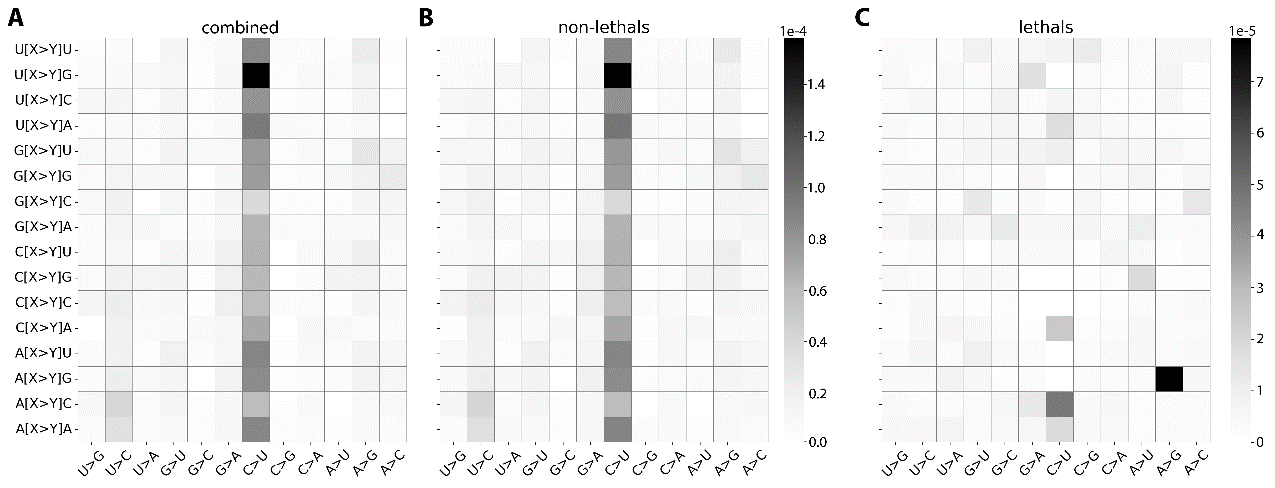 A
combined
B
non-lethals
1e-4
C
lethals
1e-5
U[X>Y]U
U[X>Y]G
U[X>Y]C
U[X>Y]A
G[X>Y]U
G[X>Y]G
G[X>Y]C
G[X>Y]A
C[X>Y]U
C[X>Y]G
C[X>Y]C
C[X>Y]A
A[X>Y]U
A[X>Y]G
A[X>Y]C
A[X>Y]A
U>G U>C U>A G>U G>C G>A C>U C>G C>A A>U A>G A>C
U>G U>C U>A G>U G>C G>A C>U C>G C>A A>U A>G A>C
1.4
1.2
1.0
0.8
0.6
0.4
0.2
0.0
U>G U>C U>A G>U G>C G>A C>U C>G C>A A>U A>G A>C
7
6
5
4
3
2
1
0